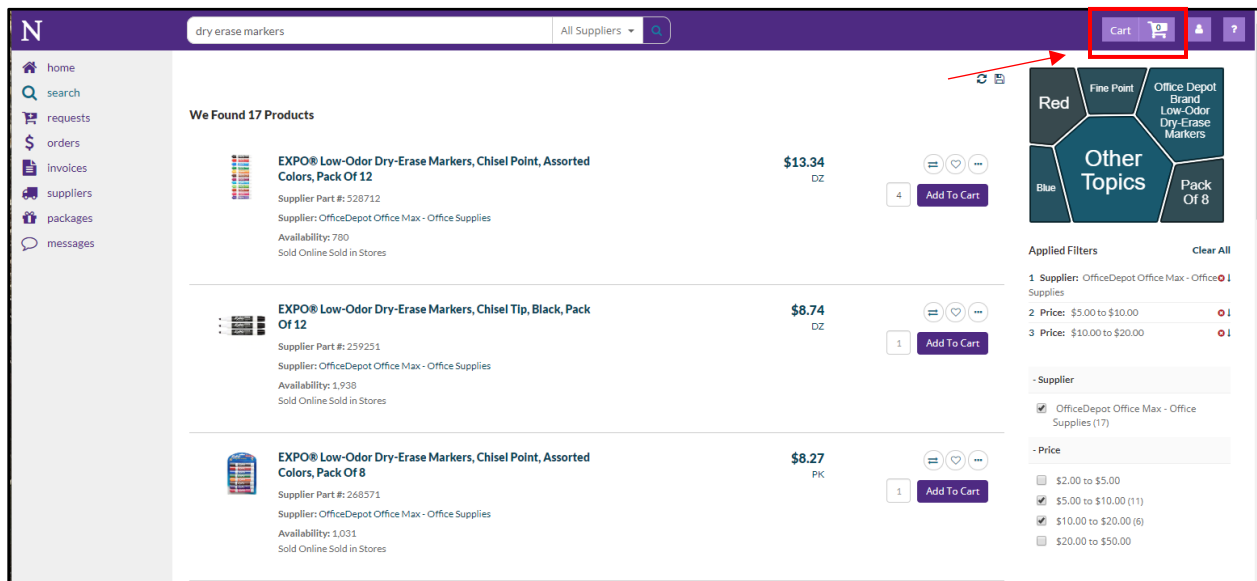 N
dry erase markers
All Suppliers
Cart
0
?
home
search
requests
orders
invoices
suppliers
packages
messages
We Found 17 Products
EXPO® Low-Odor Dry-Erase Markers, Chisel Point, Assorted
Colors, Pack Of 12
Supplier Part #: 528712
Supplier: OfficeDepot Office Max - Office Supplies
Availability: 780
Sold Online Sold in Stores
$13.34
DZ
4
Add To Cart
EXPO® Low-Odor Dry-Erase Markers, Chisel Tip, Black, Pack
Of 12
Supplier Part #: 259251
Supplier: OfficeDepot Office Max - Office Supplies
Availability: 1,938
Sold Online Sold in Stores
$8.74
DZ
1
Add To Cart
EXPO® Low-Odor Dry-Erase Markers, Chisel Point, Assorted
Colors, Pack Of 8
Supplier Part #: 268571
Supplier: OfficeDepot Office Max - Office Supplies
Availability: 1,031
Sold Online Sold in Stores
$8.27
PK
1
Add To Cart
Red
Fine Point
Office Depot
Brand
Low-Odor
Dry-Erase
Markers
Other
Topics
Blue
Pack
Of 8
Applied Filters
Clear All
1 Supplier: OfficeDepot Office Max - Office
Supplies
2 Price: $5.00 to $10.00
3 Price: $10.00 to $20.00
- Supplier
OfficeDepot Office Max - Office
Supplies (17)
- Price
$2.00 to $5.00
$5.00 to $10.00 (11)
$10.00 to $20.00 (6)
$20.00 to $50.00